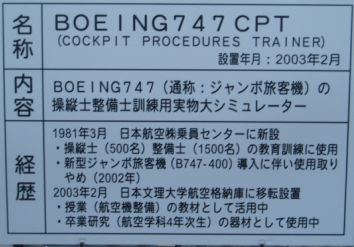 名称
BOEING747CPT
(COCKPIT PROCEDURES TRAINER)
設置年月：2003年2月
内容
BOEING747（通称：ジャンボ旅客機）の
操縦士整備士訓練用実物大シミュレーター
経歴
1981年3月 日本航空㈱乗員センターに新設
・操縦士（500名）整備士（1500名）の教育訓練に使用
・新型ジャンボ旅客機（B747-400）導入に伴い使用取り
やめ（2002年）
2003年2月 日本文理大学航空格納庫に移転設置
・授業（航空機整備）の教材として活用中
・卒業研究（航空学科4年次生）の器材として使用中